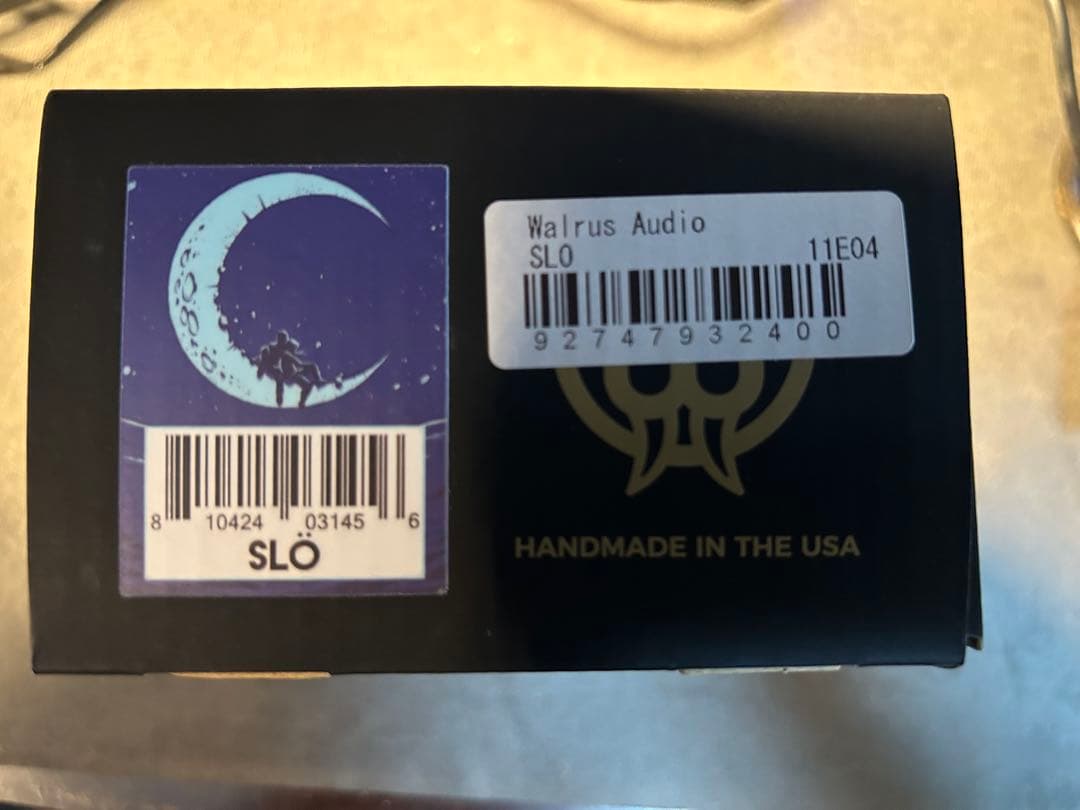 8 10424 03145 6
SLÖ
Walrus Audio
SLO 11E04
92747932400
HANDMADE IN THE USA